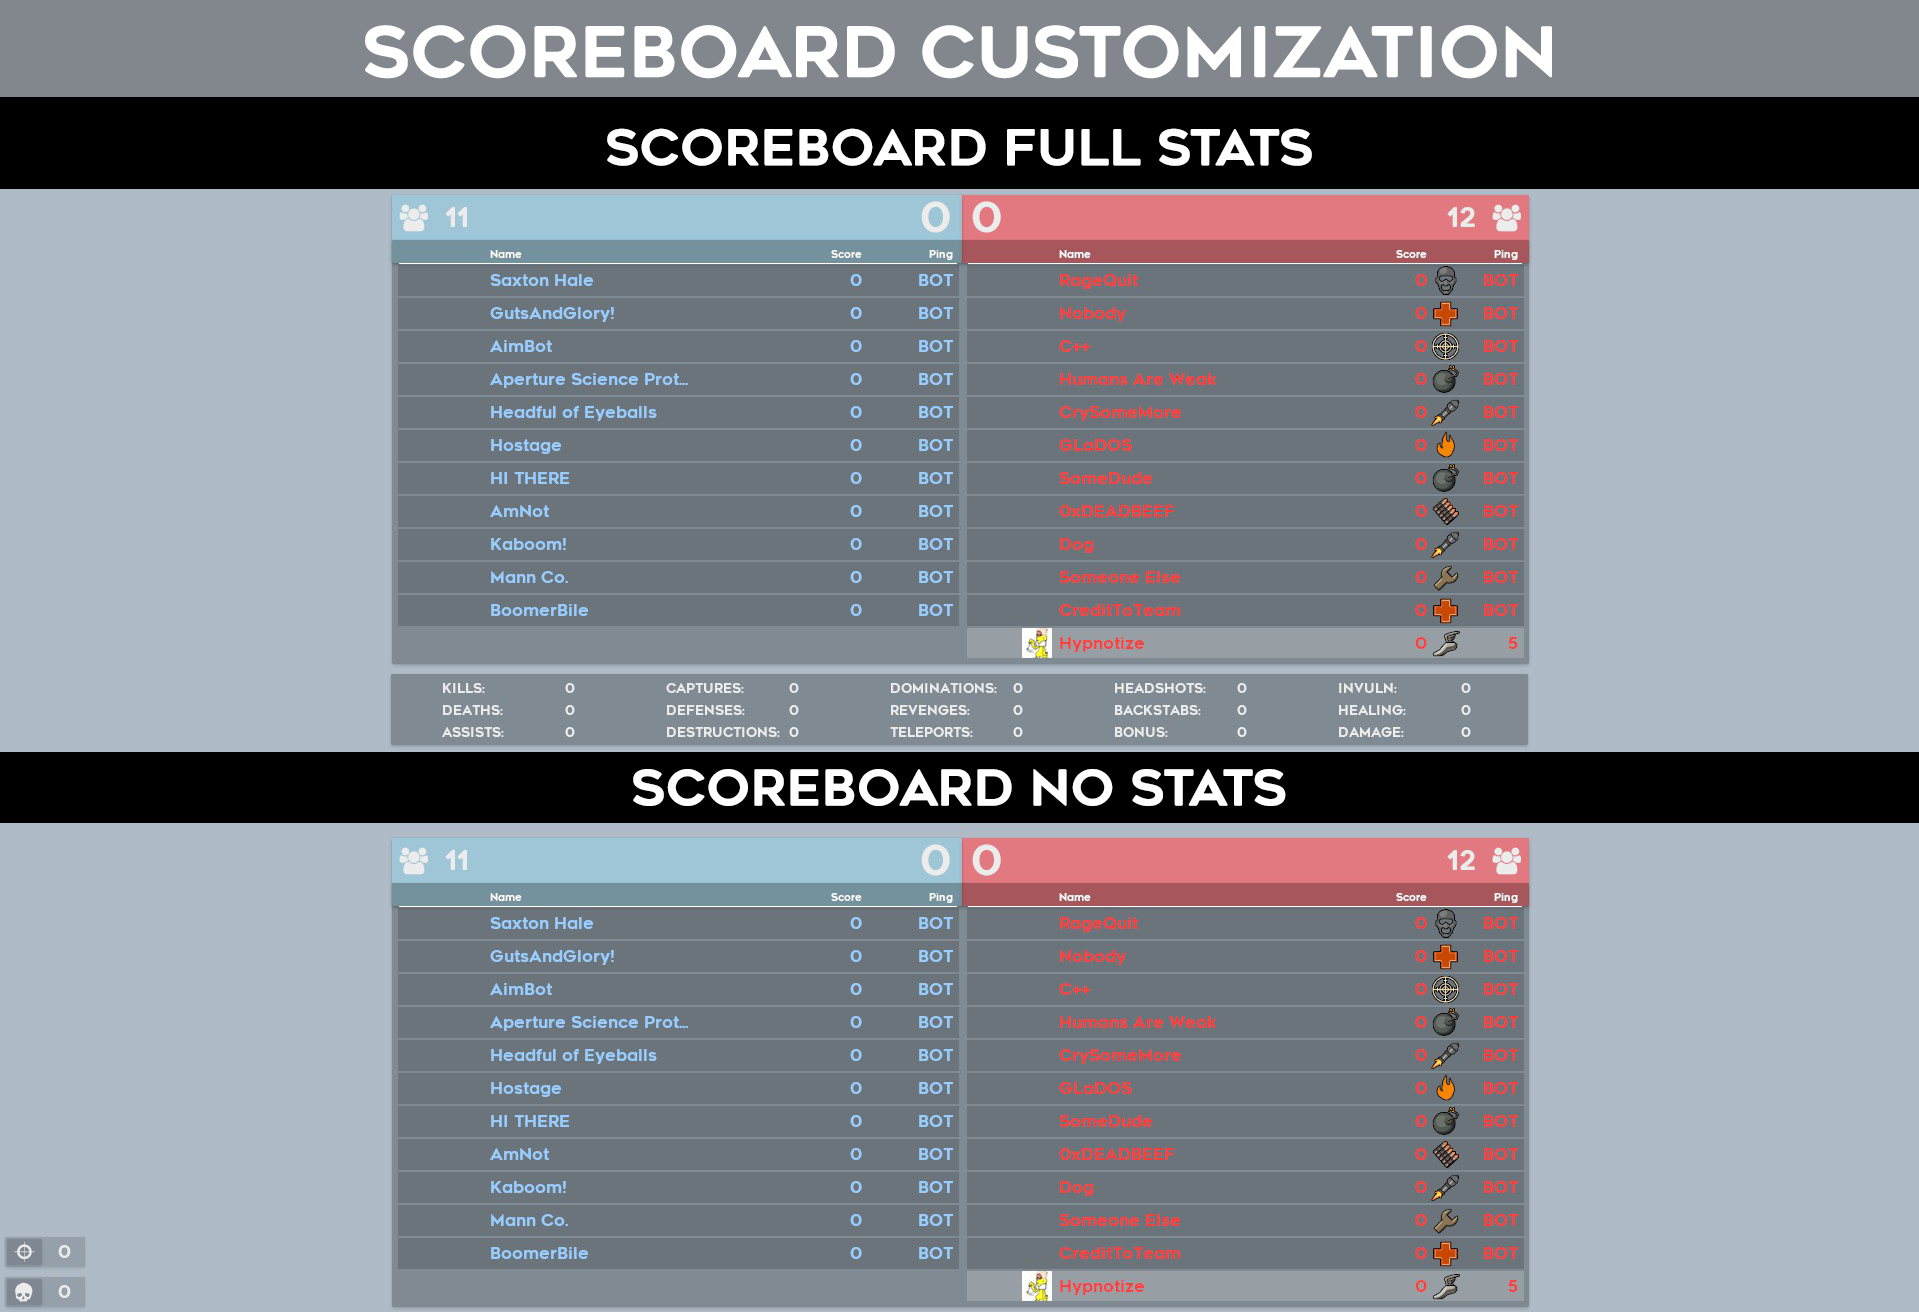 SCOREBOARD CUSTOMIZATION
SCOREBOARD FULL STATS
11 0 0 12
Name Score Ping Name Score Ping
Saxton Hale 0 BOT RageQuit 0 BOT
GutsAndGlory! 0 BOT Nobody 0 BOT
AimBot 0 BOT C++ 0 BOT
Aperture Science Prot... 0 BOT Humans Are Weak 0 BOT
Headful of Eyeballs 0 BOT CrySomeMore 0 BOT
Hostage 0 BOT GLaDOS 0 BOT
HI THERE 0 BOT SomeDude 0 BOT
AmNot 0 BOT 0xDEADBEEF 0 BOT
Kaboom! 0 BOT Dog 0 BOT
Mann Co. 0 BOT Someone Else 0 BOT
BoomerBile 0 BOT CreditToTeam 0 BOT
Hypnotize 0 5
KILLS: 0 CAPTURES: 0 DOMINATIONS: 0 HEADSHOTS: 0 INVULN: 0
DEATHS: 0 DEFENSES: 0 REVENGES: 0 BACKSTABS: 0 HEALING: 0
ASSISTS: 0 DESTRUCTIONS: 0 TELEPORTS: 0 BONUS: 0 DAMAGE: 0
SCOREBOARD NO STATS
11 0 0 12
Name Score Ping Name Score Ping
Saxton Hale 0 BOT RageQuit 0 BOT
GutsAndGlory! 0 BOT Nobody 0 BOT
AimBot 0 BOT C++ 0 BOT
Aperture Science Prot... 0 BOT Humans Are Weak 0 BOT
Headful of Eyeballs 0 BOT CrySomeMore 0 BOT
Hostage 0 BOT GLaDOS 0 BOT
HI THERE 0 BOT SomeDude 0 BOT
AmNot 0 BOT 0xDEADBEEF 0 BOT
Kaboom! 0 BOT Dog 0 BOT
Mann Co. 0 BOT Someone Else 0 BOT
0
BoomerBile 0 BOT CreditToTeam 0 BOT
Hypnotize 0 5
0